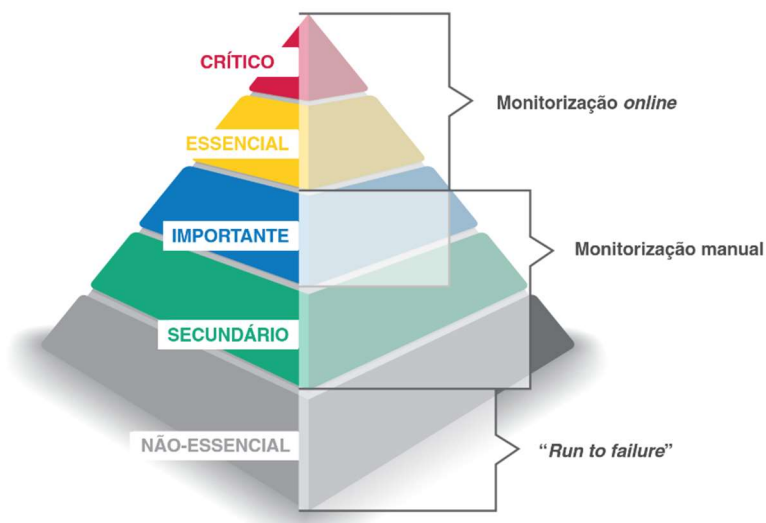 CRÍTICO
Monitorização online
ESSENCIAL
IMPORTANTE
Monitorização manual
SECUNDÁRIO
NÃO-ESSENCIAL
“Run to failure”